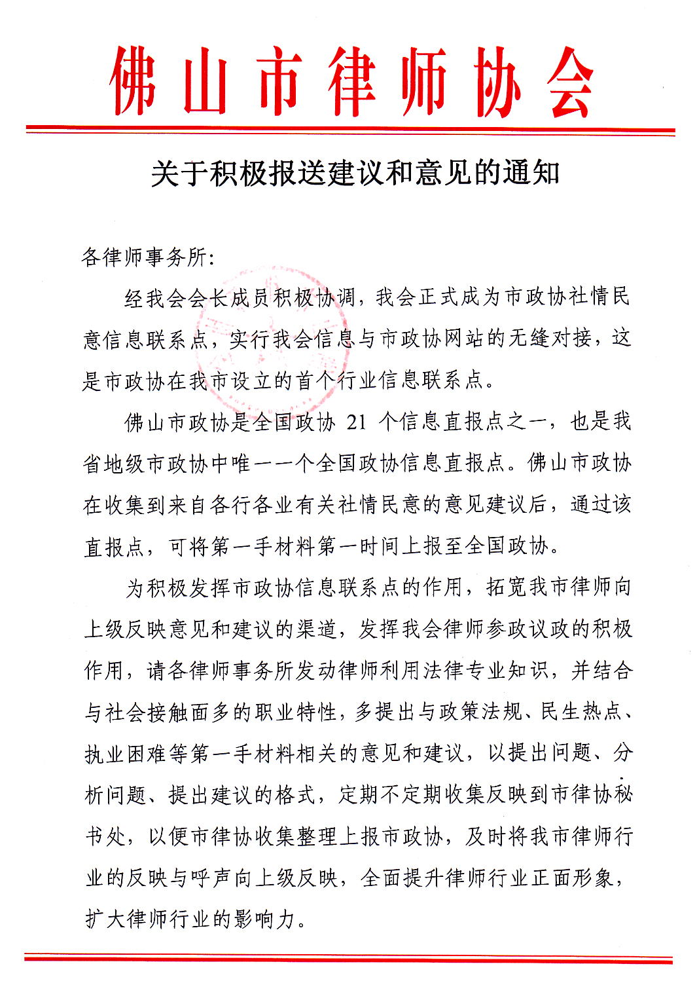 佛山市律师协会
关于积极报送建议和意见的通知
各律师事务所：
经我会会长成员积极协调，我会正式成为市政协社情民
意信息联系点，实行我会信息与市政协网站的无缝对接，这
是市政协在我市设立的首个行业信息联系点。
佛山市政协是全国政协 21 个信息直报点之一，也是我
省地级市政协中唯一一个全国政协信息直报点。佛山市政协
在收集到来自各行各业有关社情民意的意见建议后，通过该
直报点，可将第一手材料第一时间上报至全国政协。
为积极发挥市政协信息联系点的作用，拓宽我市律师向
上级反映意见和建议的渠道，发挥我会律师参政议政的积极
作用，请各律师事务所发动律师利用法律专业知识，并结合
与社会接触面多的职业特性，多提出与政策法规、民生热点、
执业困难等第一手材料相关的意见和建议，以提出问题、分
析问题、提出建议的格式，定期不定期收集反映到市律协秘
书处，以便市律协收集整理上报市政协，及时将我市律师行
业的反映与呼声向上级反映，全面提升律师行业正面形象，
扩大律师行业的影响力。